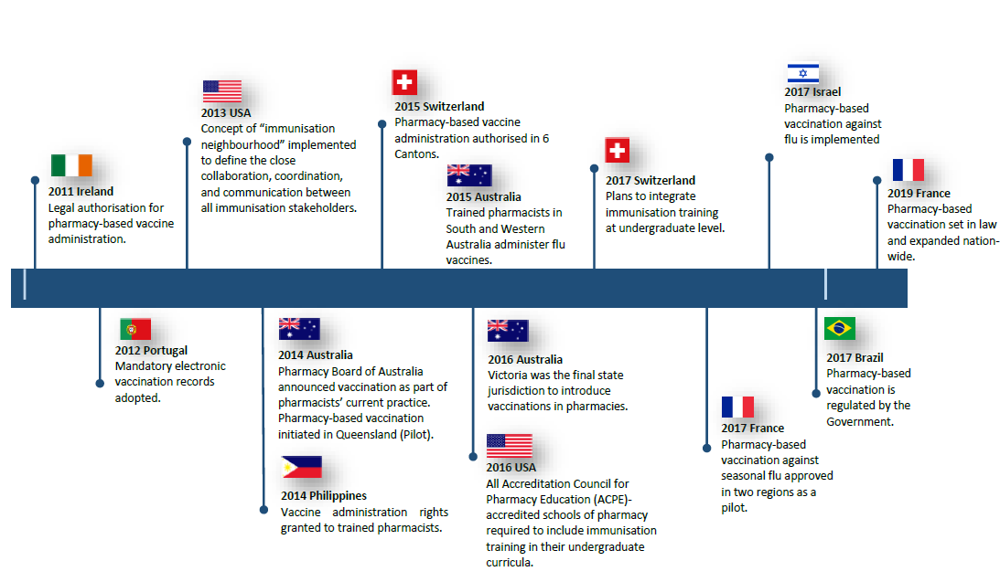 2011 Ireland
Legal authorisation for
pharmacy-based vaccine
administration.
2013 USA
Concept of “immunisation
neighbourhood” implemented
to define the close
collaboration, coordination,
and communication between
all immunisation stakeholders.
2015 Switzerland
Pharmacy-based vaccine
administration authorised in 6
Cantons.
2015 Australia
Trained pharmacists in
South and Western
Australia administer flu
vaccines.
2017 Switzerland
Plans to integrate
immunisation training
at undergraduate level.
2017 Israel
Pharmacy-based
vaccination against
flu is implemented
2019 France
Pharmacy-based
vaccination set in law
and expanded nation-
wide.
2012 Portugal
Mandatory electronic
vaccination records
adopted.
2014 Australia
Pharmacy Board of Australia
announced vaccination as part of
pharmacists’ current practice.
Pharmacy-based vaccination
initiated in Queensland (Pilot).
2014 Philippines
Vaccine administration rights
granted to trained pharmacists.
2016 Australia
Victoria was the final state
jurisdiction to introduce
vaccinations in pharmacies.
2016 USA
All Accreditation Council for
Pharmacy Education (ACPE)-
accredited schools of pharmacy
required to include immunisation
training in their undergraduate
curricula.
2017 France
Pharmacy-based
vaccination against
seasonal flu approved
in two regions as a
pilot.
2017 Brazil
Pharmacy-based
vaccination is
regulated by the
Government.